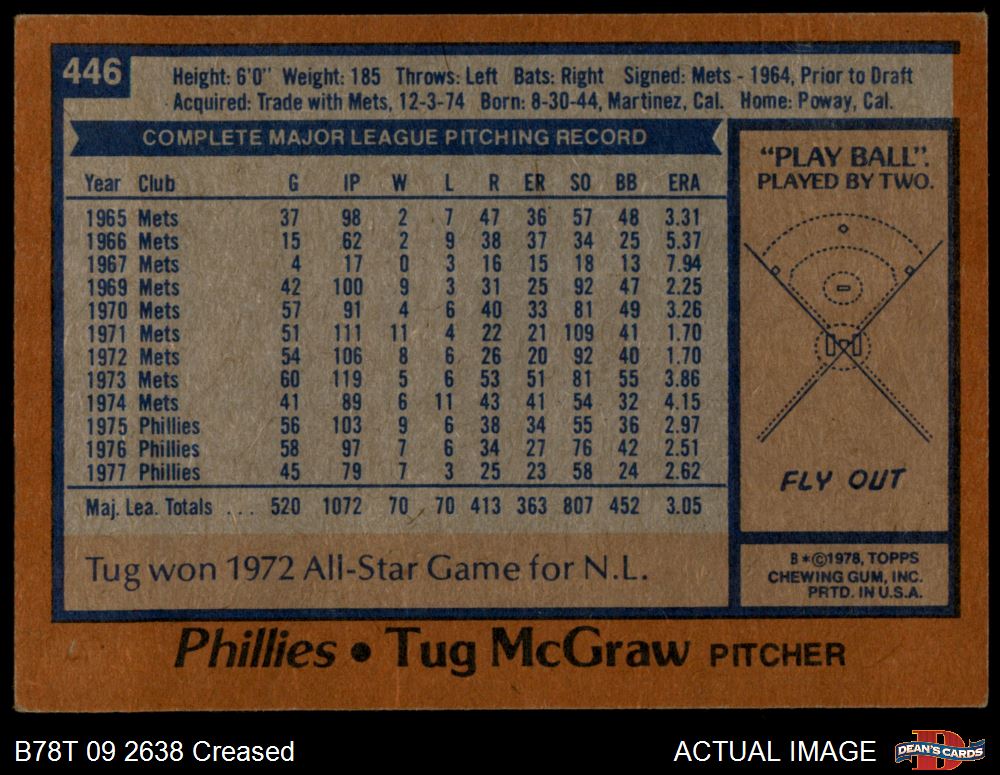 446
Height: 6'0" Weight: 185 Throws: Left Bats: Right Signed: Mets - 1964, Prior to Draft
Acquired: Trade with Mets, 12-3-74 Born: 8-30-44, Martinez, Cal. Home: Poway, Cal.
COMPLETE MAJOR LEAGUE PITCHING RECORD
Year Club G IP W L R ER SO BB ERA
1965 Mets 37 98 2 7 47 36 57 48 3.31
1966 Mets 15 62 2 9 38 37 34 25 5.37
1967 Mets 4 17 0 3 16 15 18 13 7.94
1969 Mets 42 100 9 3 31 25 92 47 2.25
1970 Mets 57 91 4 6 40 33 81 49 3.26
1971 Mets 51 111 11 4 22 21 109 41 1.70
1972 Mets 54 106 8 6 26 20 92 40 1.70
1973 Mets 60 119 5 6 53 51 81 55 3.86
1974 Mets 41 89 6 11 43 41 54 32 4.15
1975 Phillies 56 103 9 6 38 34 55 36 2.97
1976 Phillies 58 97 7 6 34 27 76 42 2.51
1977 Phillies 45 79 7 3 25 23 58 24 2.62
Maj. Lea. Totals ... 520 1072 70 70 413 363 807 452 3.05
Tug won 1972 All-Star Game for N.L.
"PLAY BALL".
PLAYED BY TWO.
FLY OUT
B*©1978, TOPPS
CHEWING GUM, INC.
PRTD. IN U.S.A.
Phillies • Tug McGraw PITCHER
B78T 09 2638 Creased
ACTUAL IMAGE
DEAN'S CARDS